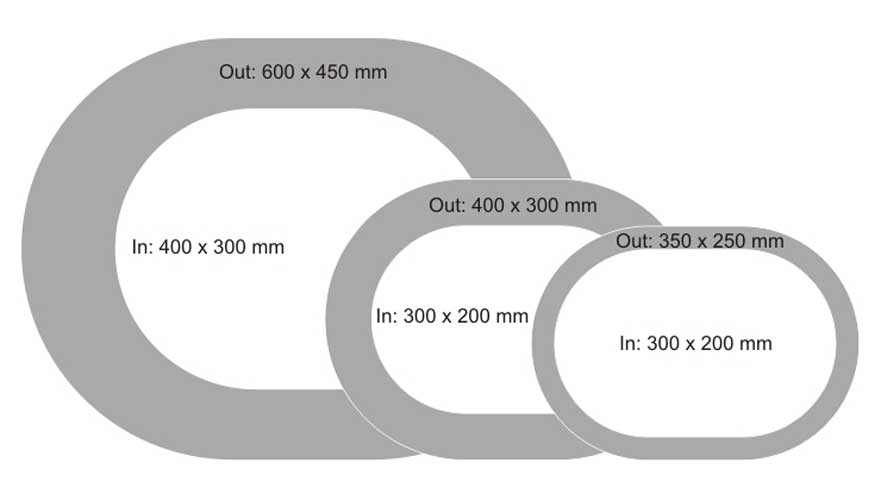 Out: 600 x 450 mm
In: 400 x 300 mm
Out: 400 x 300 mm
In: 300 x 200 mm
Out: 350 x 250 mm
In: 300 x 200 mm